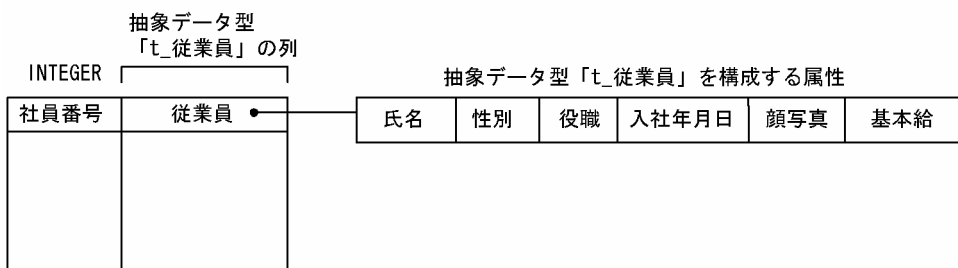 抽象データ型
「t_従業員」の列
INTEGER
抽象データ型「t_従業員」を構成する属性
社員番号 従業員 氏名 性別 役職 入社年月日 顔写真 基本給